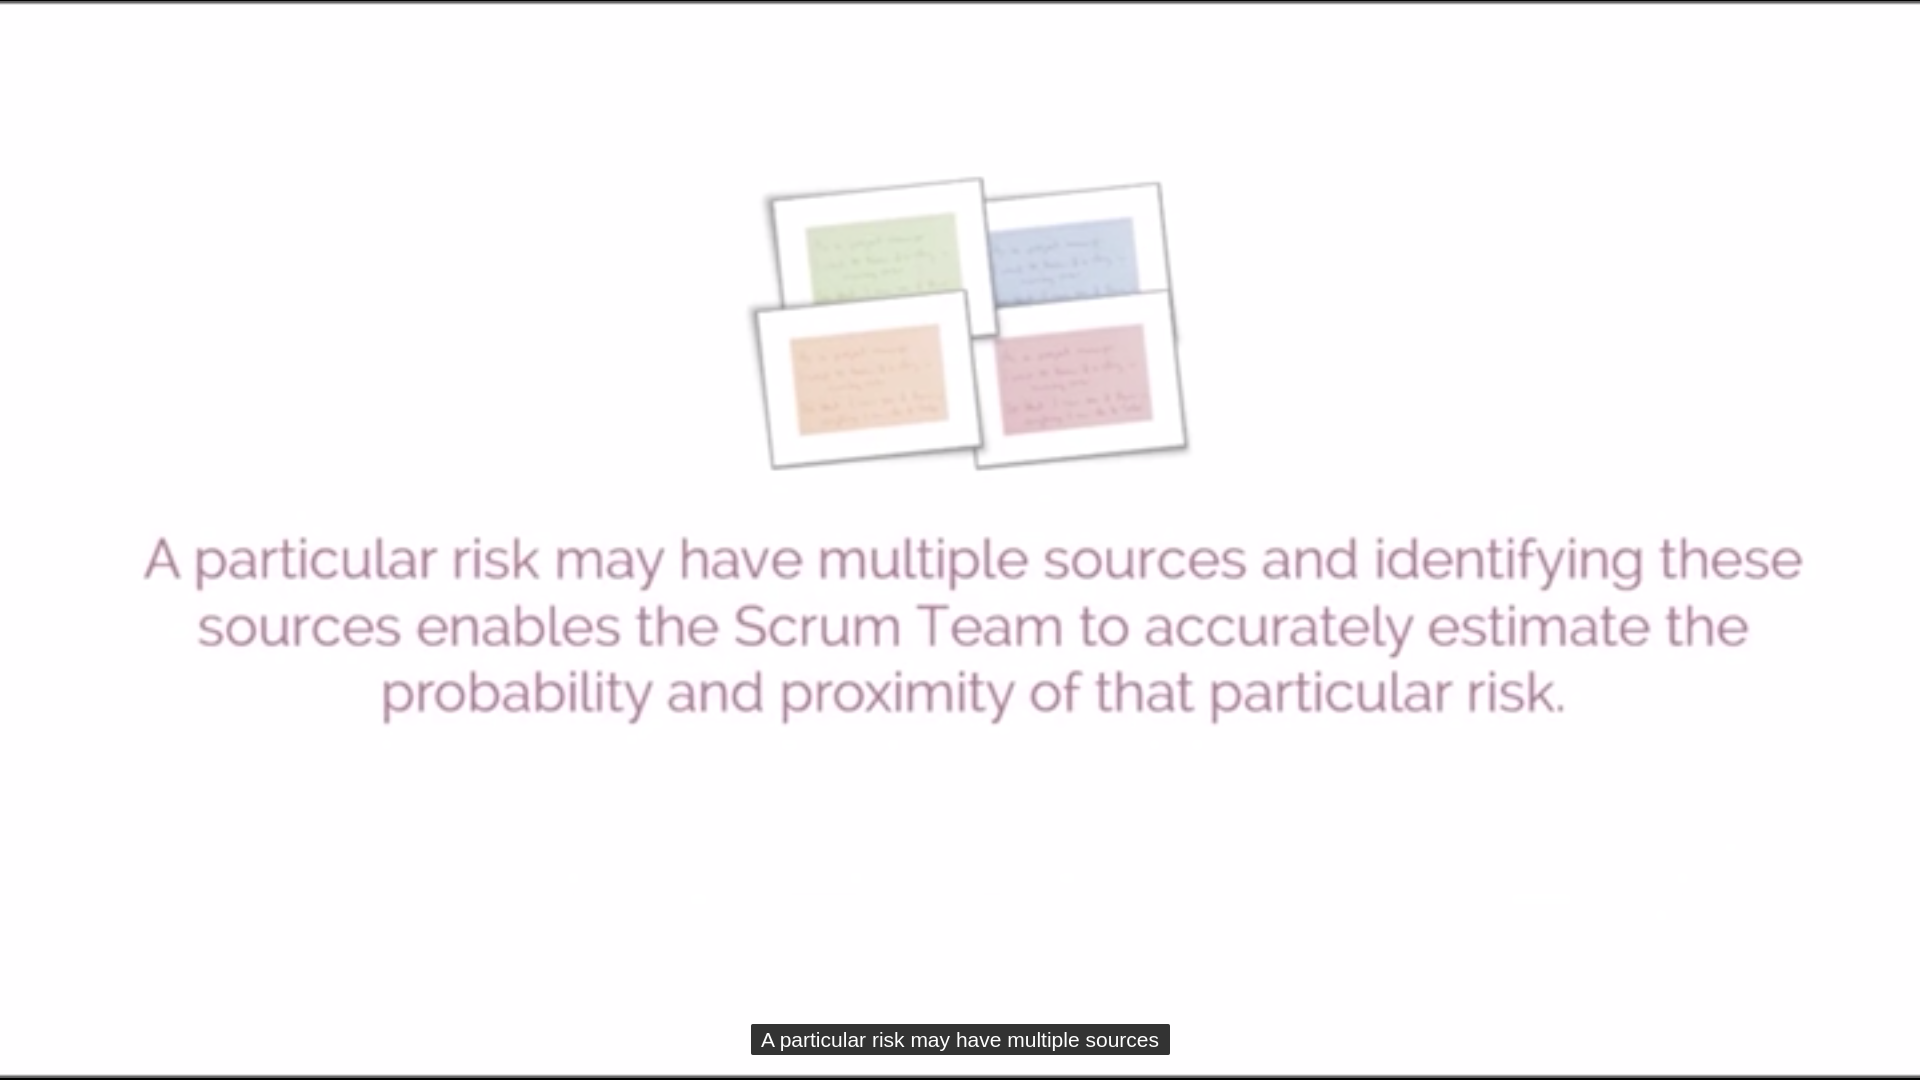 A particular risk may have multiple sources and identifying these
sources enables the Scrum Team to accurately estimate the
probability and proximity of that particular risk.
A particular risk may have multiple sources